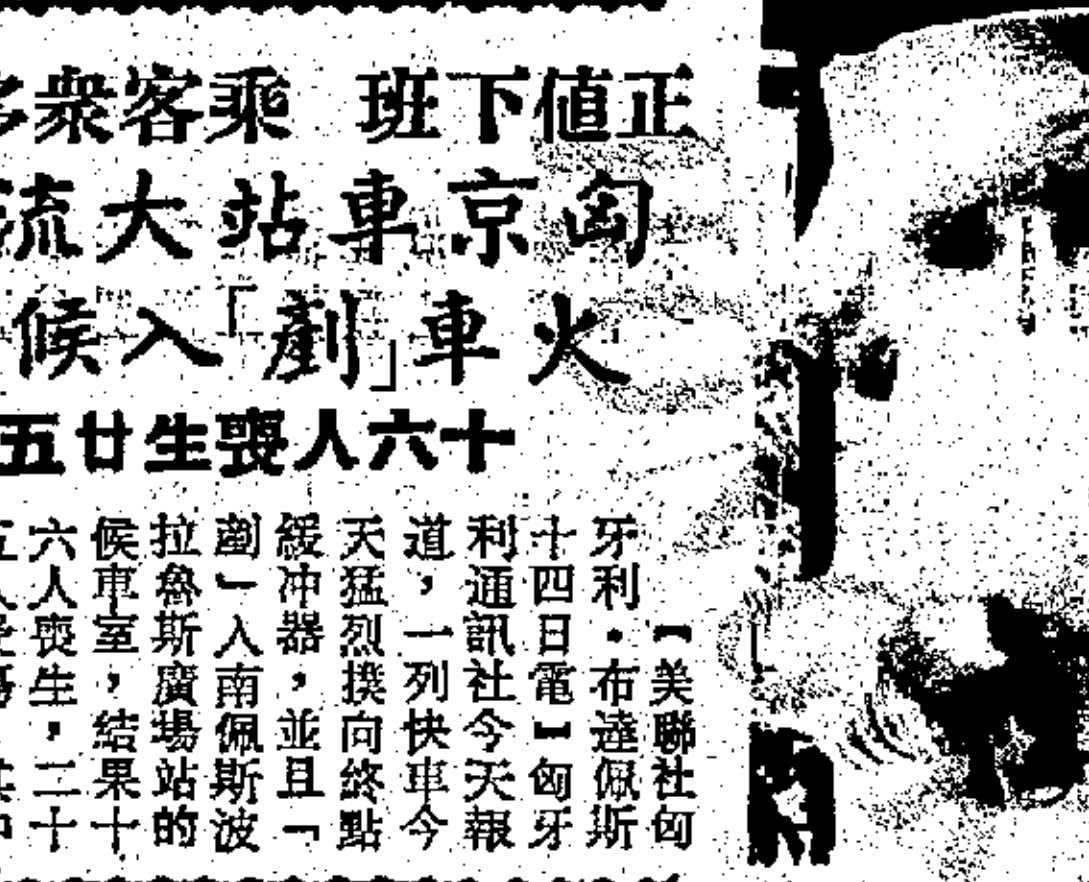 正値下班 乘客衆
匈京車站大流
火車「剷」入候
十六人喪生廿五
【美聯社匈
牙利・布達佩斯
十四日電】匈牙
利通訊社今天報
道，一列快車今
天猛烈撲向終點
緩冲器，並且「
剷」入南佩斯波
拉魯斯廣場站的
候車室，結果十
六人喪生，二十